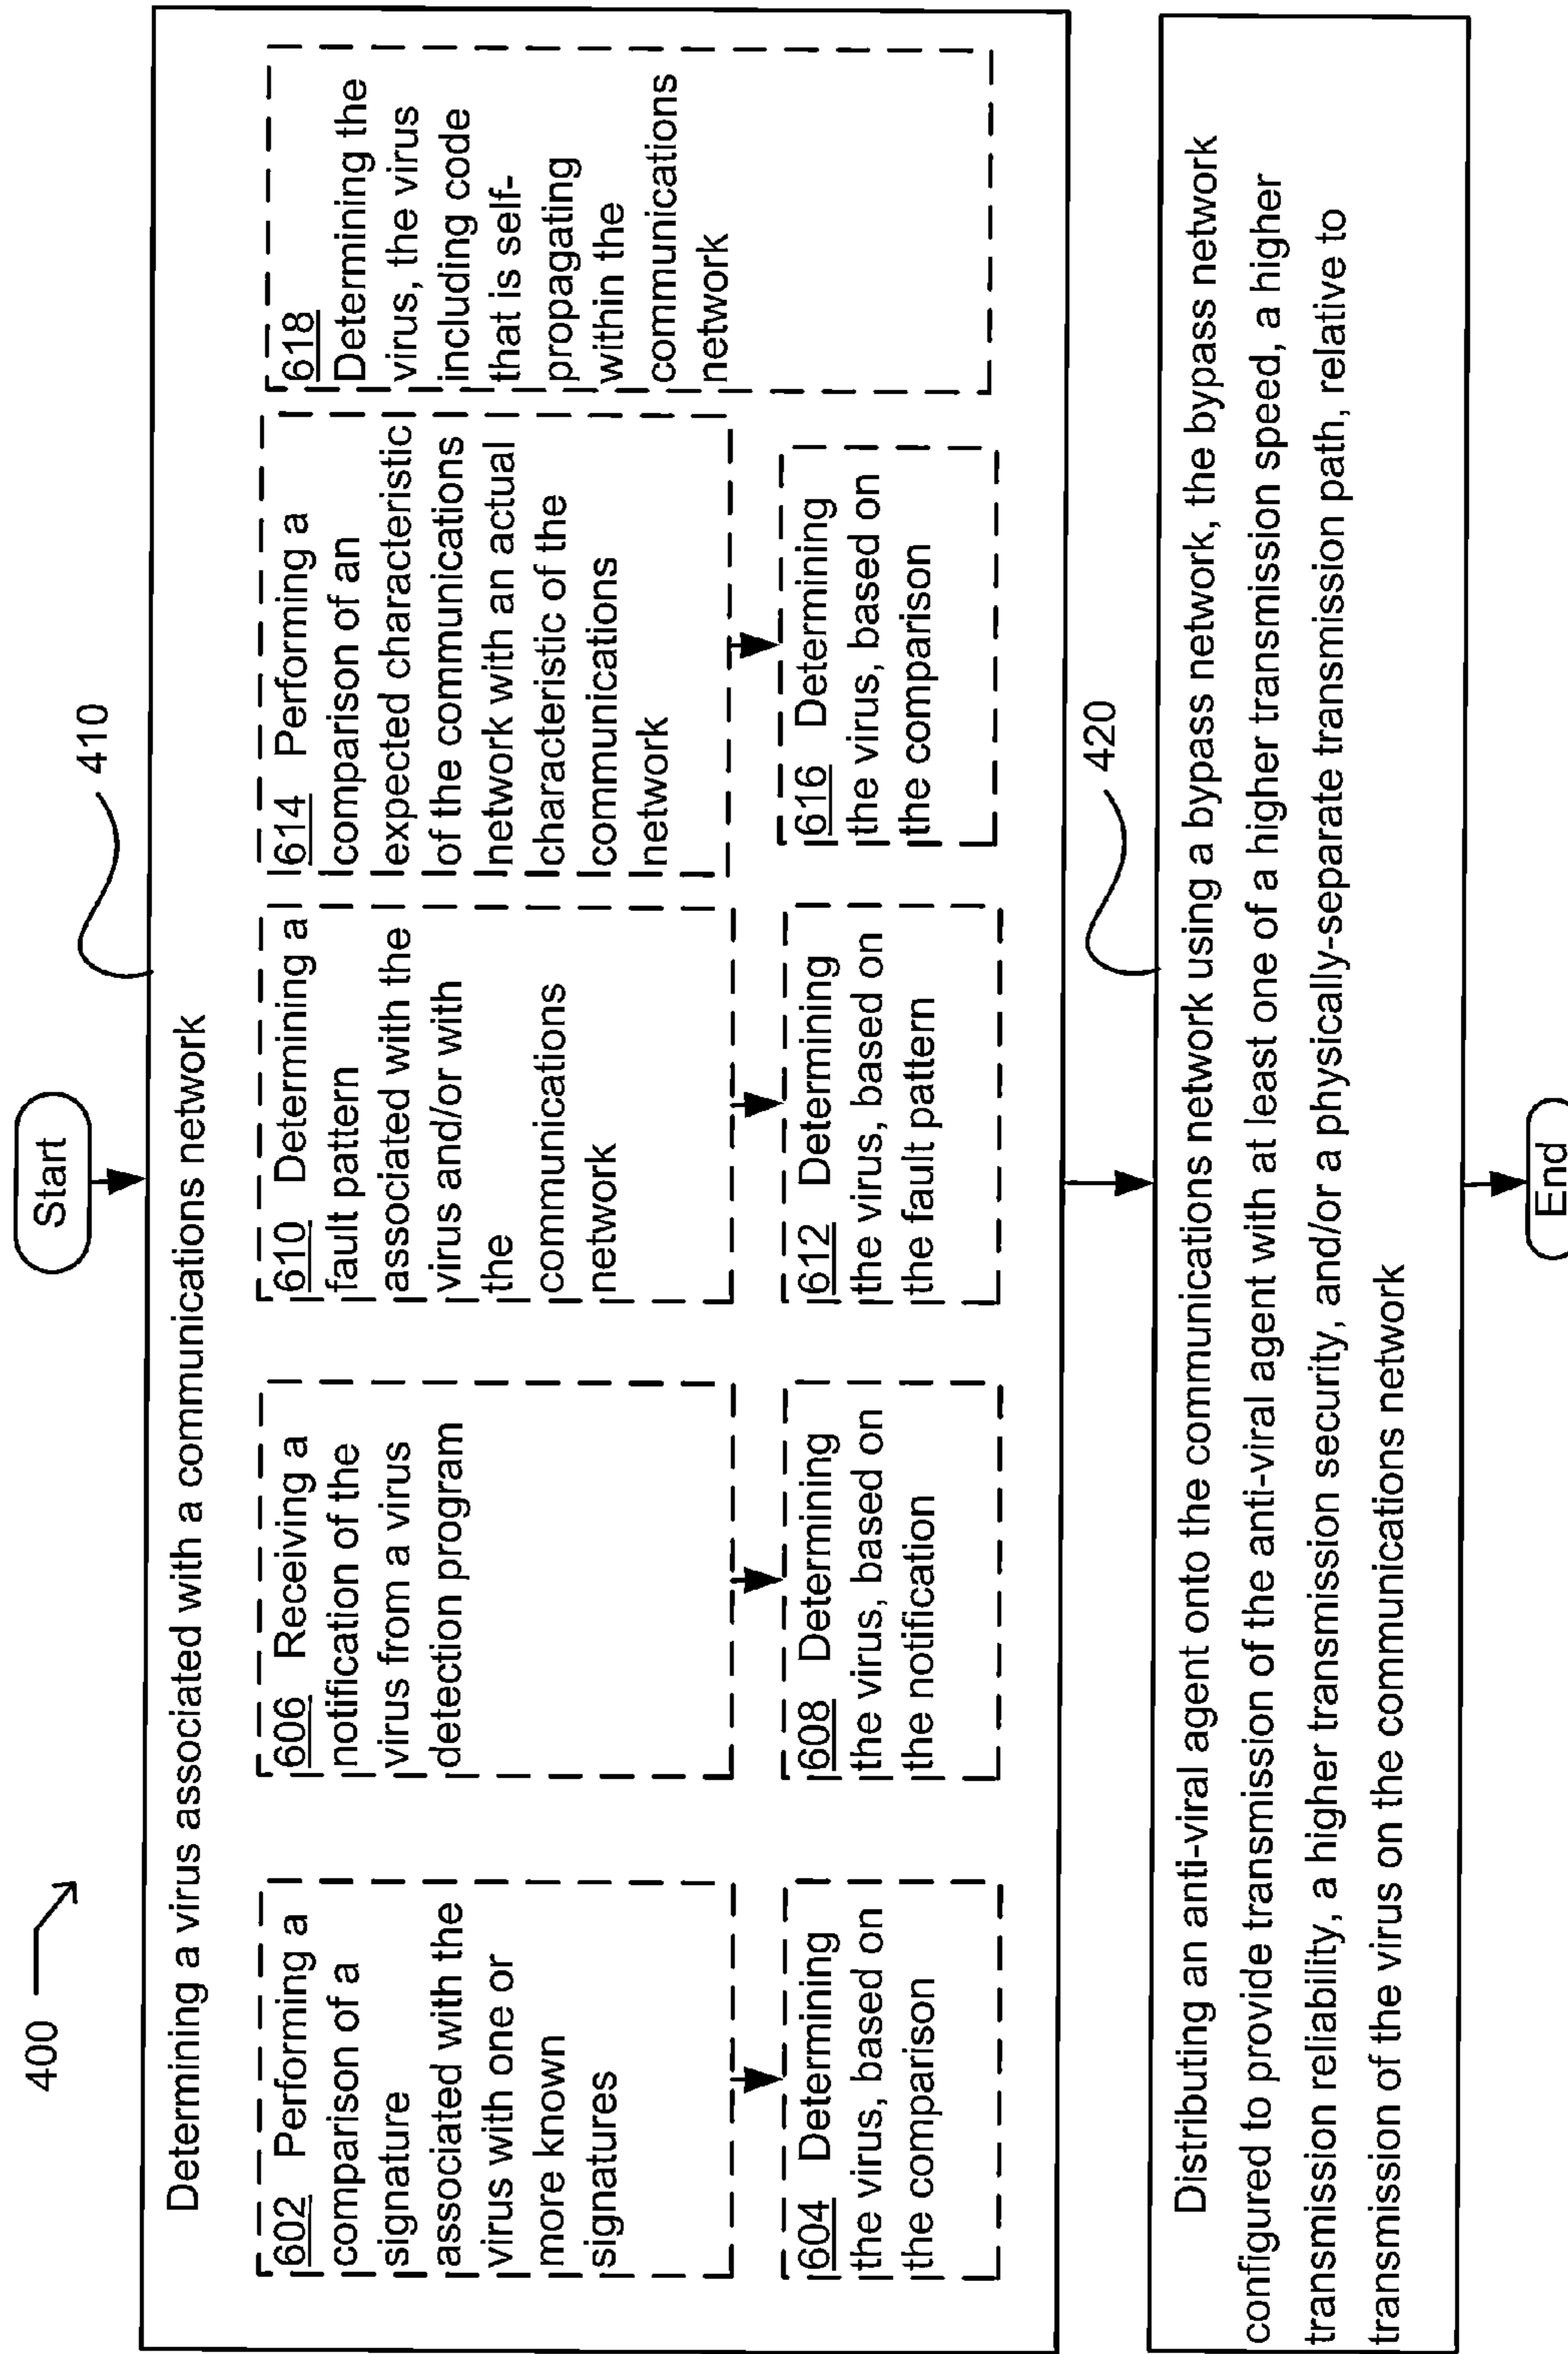 400
Start
410
Determining a virus associated with a communications network
602 Performing a
comparison of a
signature
associated with the
virus with one or
more known
signatures
604 Determining
the virus, based on
the comparison
606 Receiving a
notification of the
virus from a virus
detection program
608 Determining
the virus, based on
the notification
610 Determining a
fault pattern
associated with the
virus and/or with
the
communications
network
612 Determining
the virus, based on
the fault pattern
614 Performing a
comparison of an
expected characteristic
of the communications
network with an actual
characteristic of the
communications
network
616 Determining
the virus, based on
the comparison
618
Determining the
virus, the virus
including code
that is self-
propagating
within the
communications
network
420
Distributing an anti-viral agent onto the communications network using a bypass network, the bypass network
configured to provide transmission of the anti-viral agent with at least one of a higher transmission speed, a higher
transmission reliability, a higher transmission security, and/or a physically-separate transmission path, relative to
transmission of the virus on the communications network
End